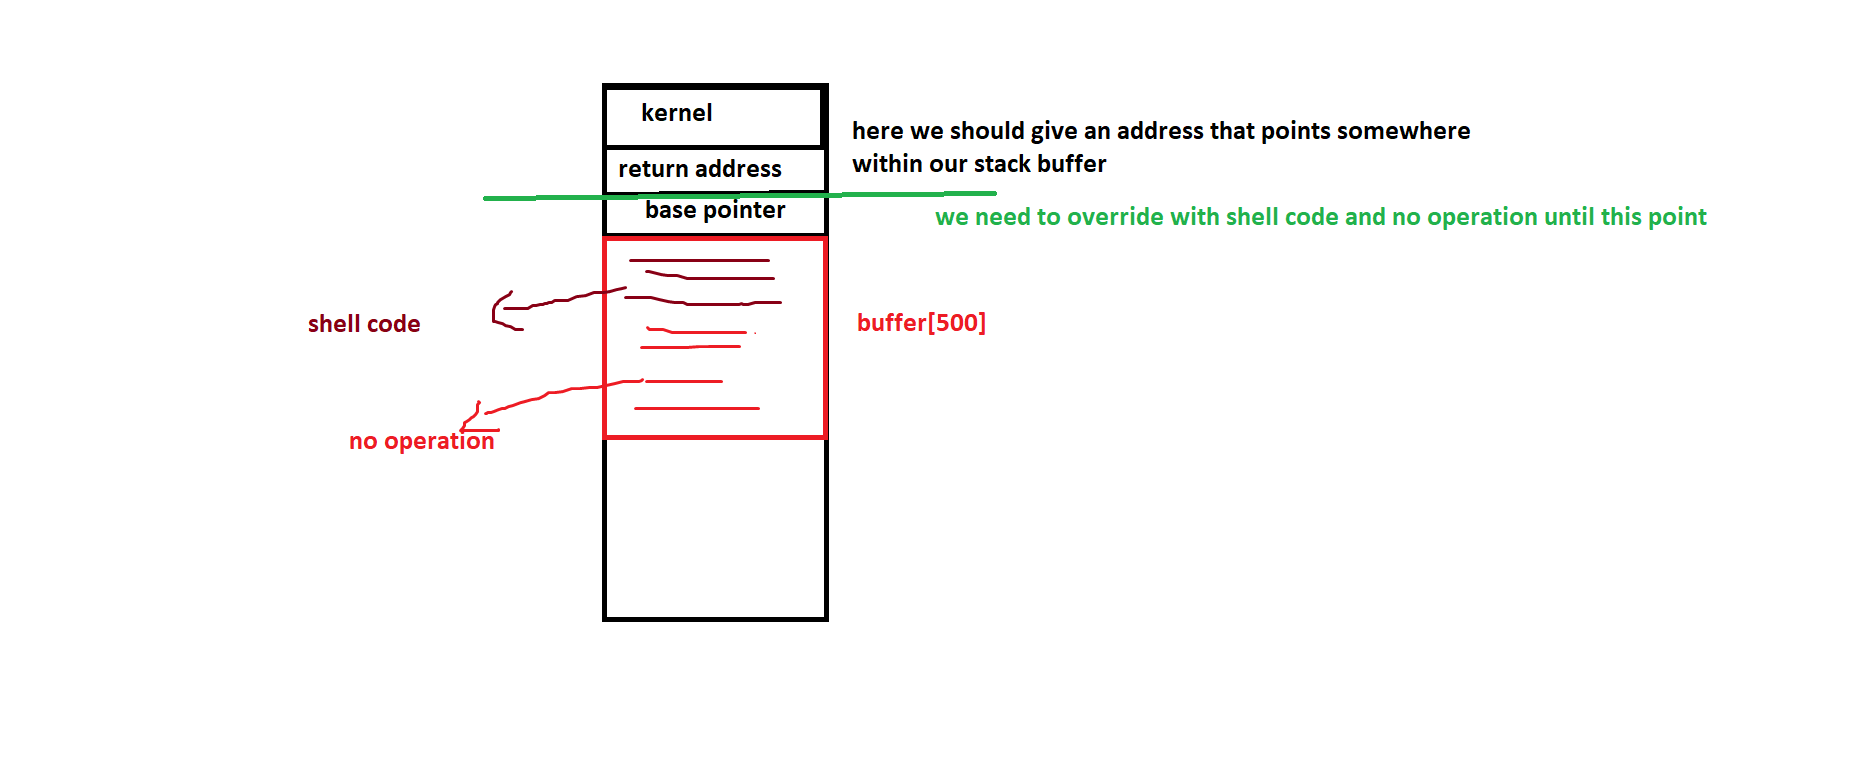 kernel
here we should give an address that points somewhere
within our stack buffer
return address
base pointer
we need to override with shell code and no operation until this point
shell code
buffer[500]
no operation